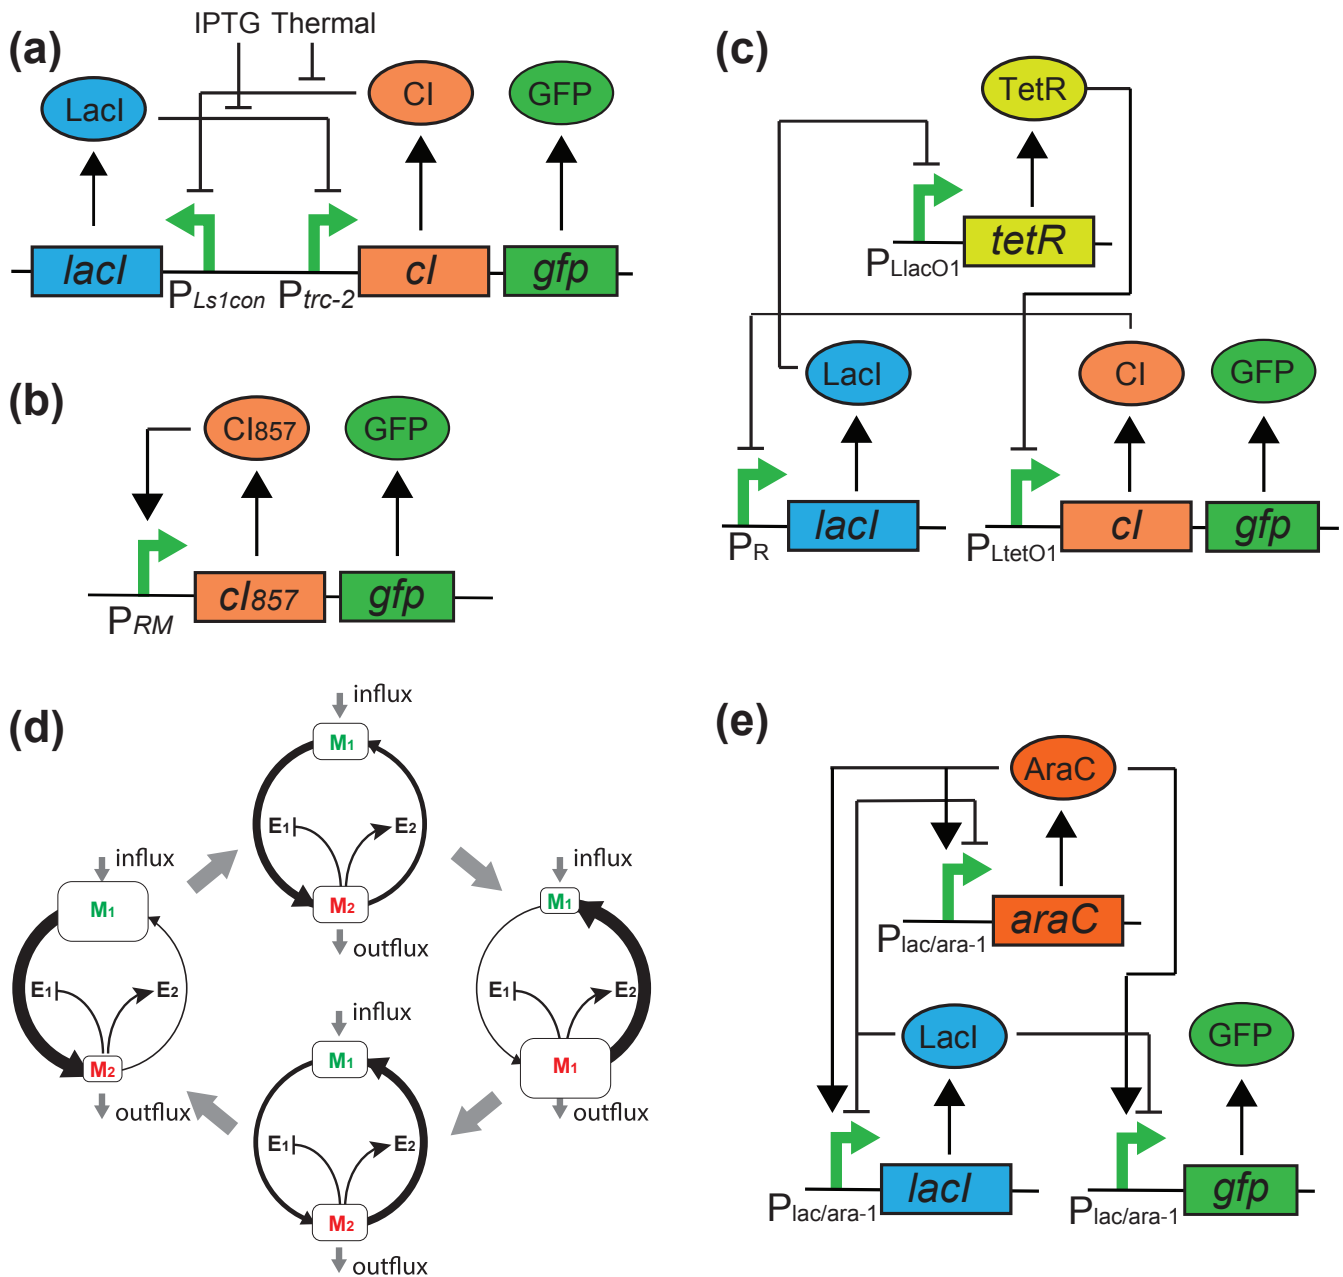 (a)
IPTG Thermal
LacI
CI
GFP
lacI
PLs1con
Ptrc-2
cI
gfp
(b)
CI857
GFP
PRM
cI857
gfp
(c)
TetR
PLlacO1
tetR
LacI
CI
GFP
PR
lacI
PLtetO1
cI
gfp
(d)
influx
M1
E1
E2
M2
outflux
influx
M1
E1
E2
M2
outflux
influx
M1
E1
E2
M1
outflux
influx
M1
E1
E2
M2
outflux
(e)
AraC
Plac/ara-1
araC
LacI
GFP
Plac/ara-1
lacI
Plac/ara-1
gfp